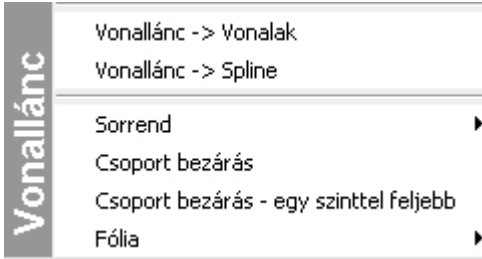 Vonallánc
Vonallánc -> Vonalak
Vonallánc -> Spline
Sorrend
Csoport bezárás
Csoport bezárás - egy szinttel feljebb
Fólia